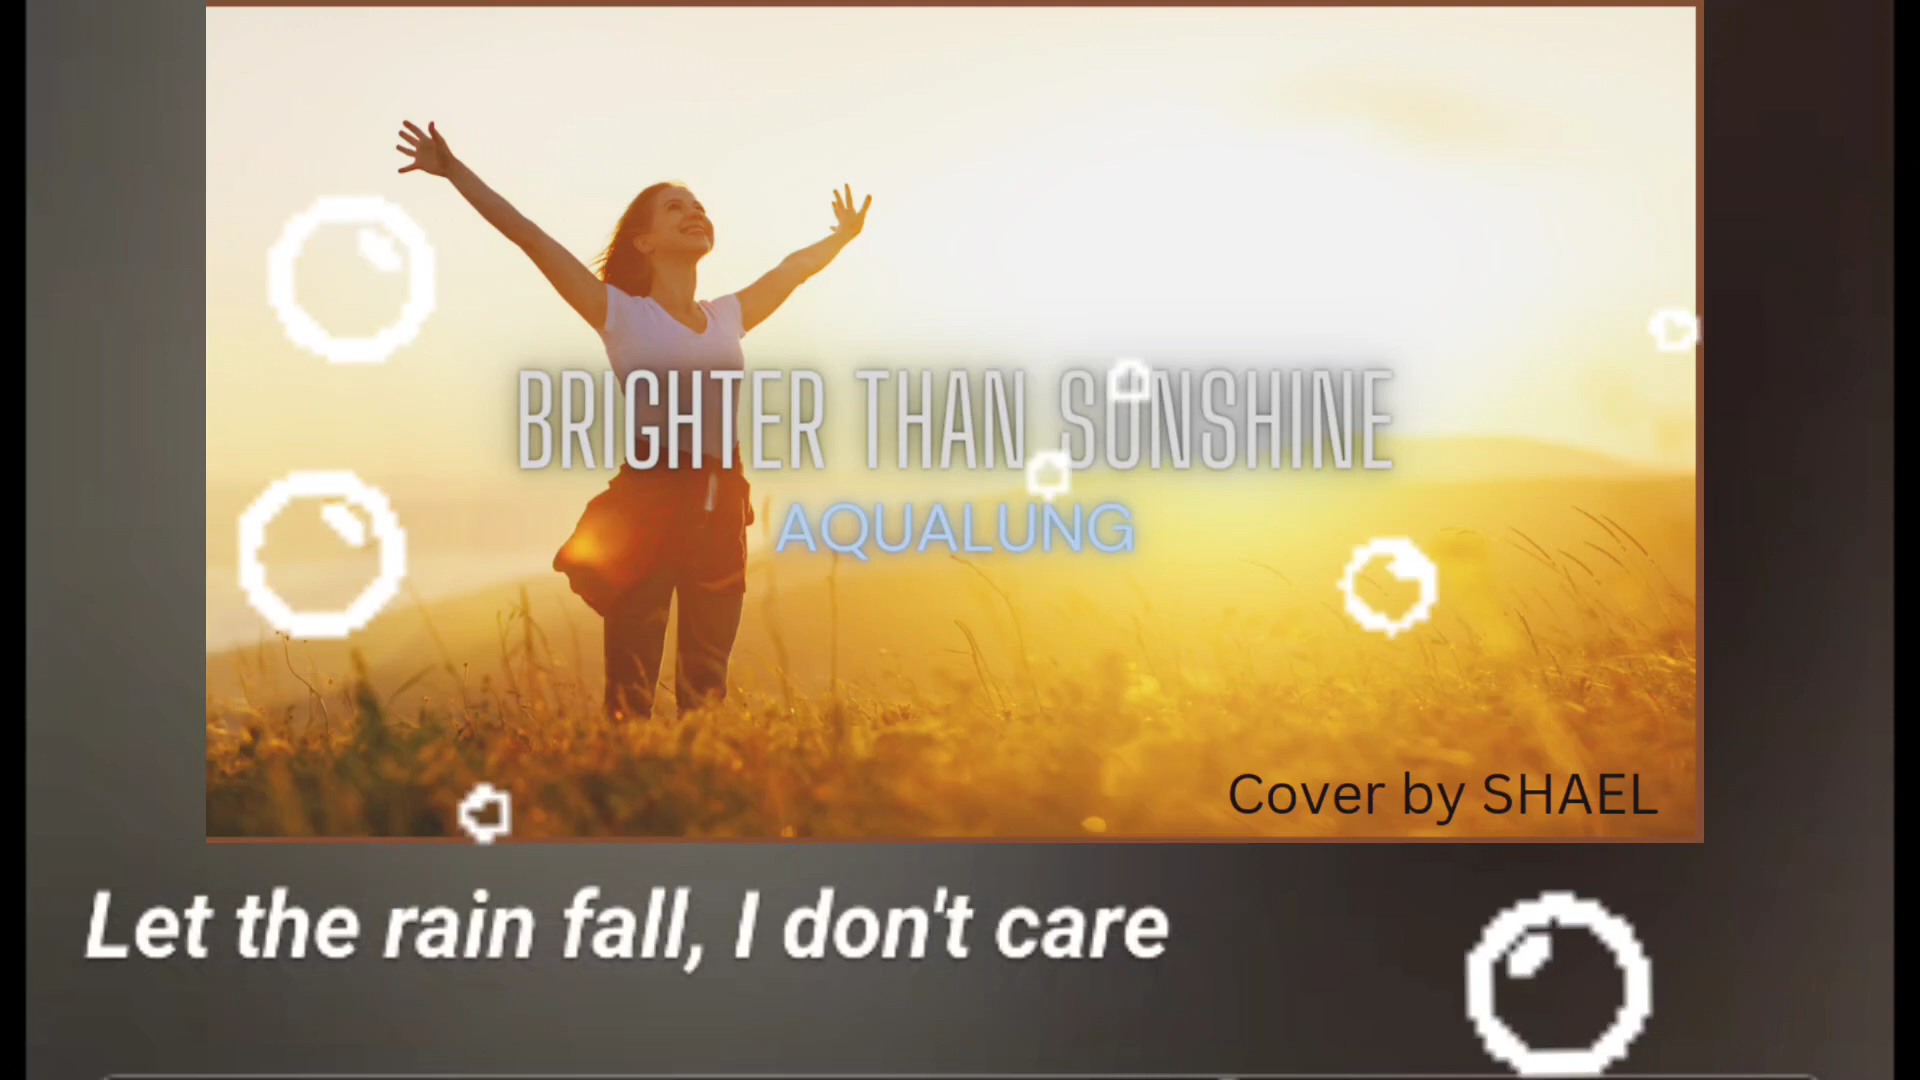 BRIGHTER THAN SUNSHINE
AQUALUNG
Cover by SHAEL
Let the rain fall, I don't care